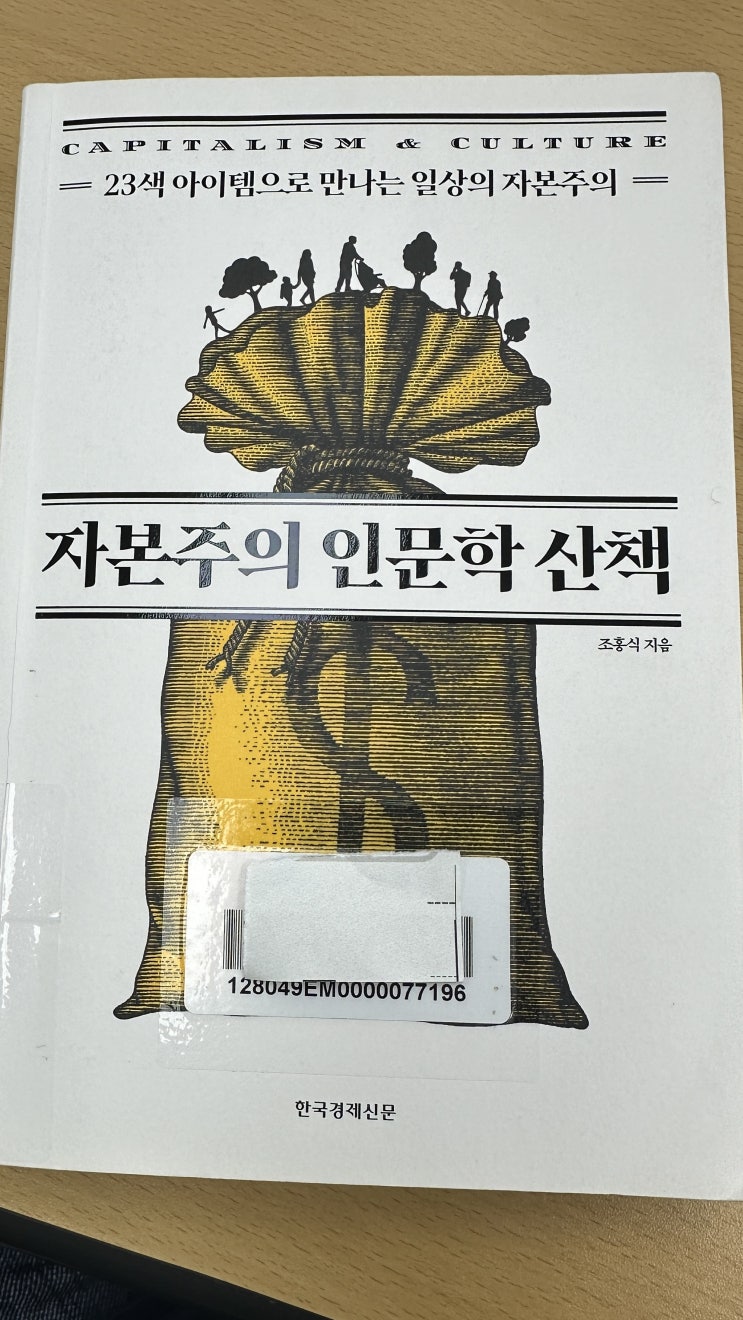 CAPITALISM & CULTURE
23색 아이템으로 만나는 일상의 자본주의
자본주의 인문학 산책
조홍식 지음
128049EM0000077196
한국경제신문